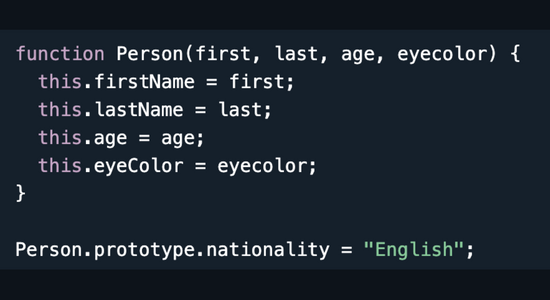 function Person(first, last, age, eyecolor) {
  this.firstName = first;
  this.lastName = last;
  this.age = age;
  this.eyeColor = eyecolor;
}
Person.prototype.nationality = "English";